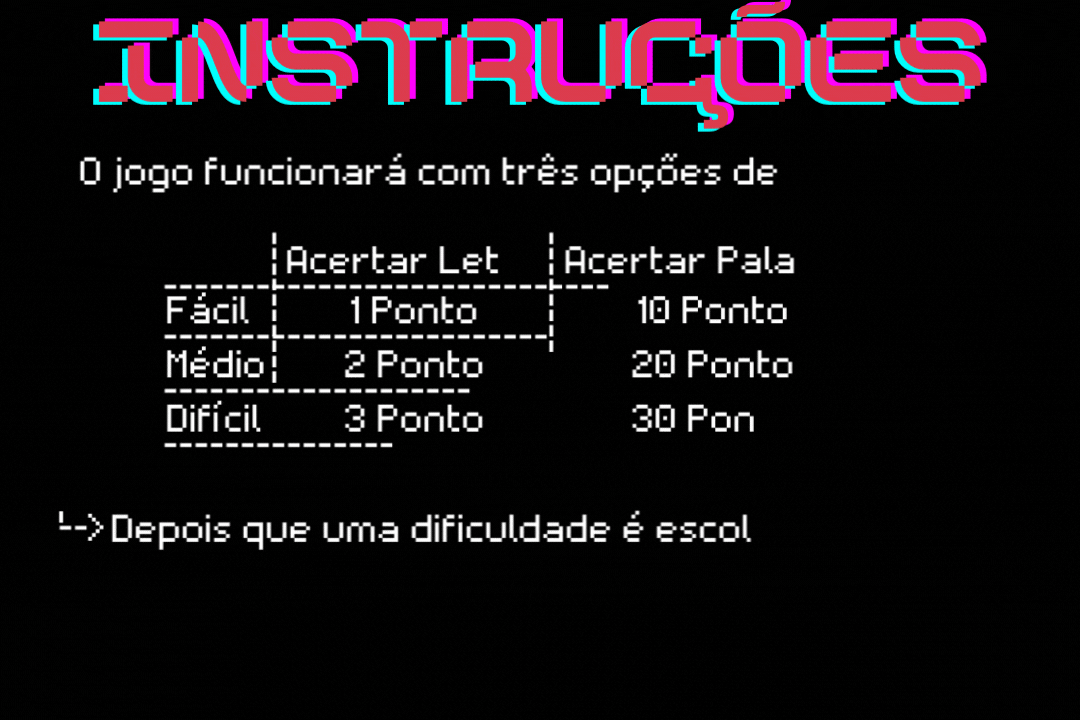 INSTRUÇÕES
O jogo funcionará com três opções de
Acertar Let Acertar Pala
Fácil 1 Ponto 10 Ponto
Médio 2 Ponto 20 Ponto
Difícil 3 Ponto 30 Pon
Depois que uma dificuldade é escol